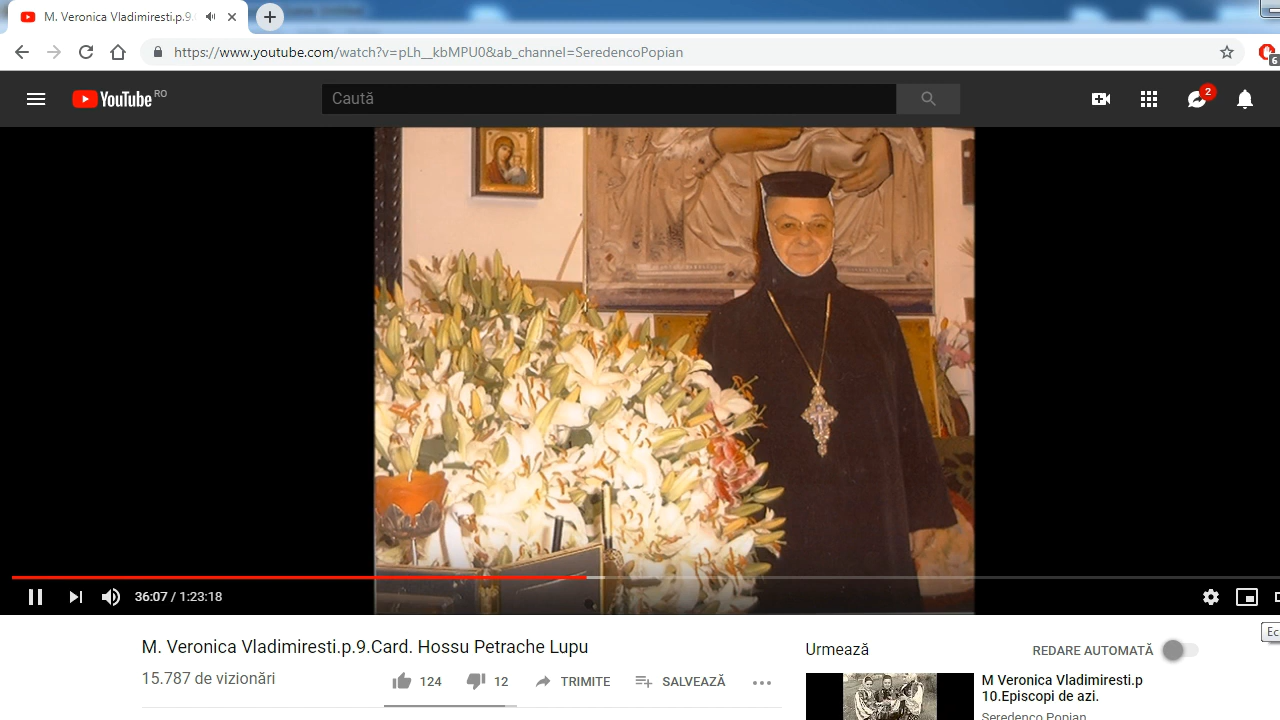 M. Veronica Vladimiresti.p.9.
https://www.youtube.com/watch?v=pLh__kbMPU0&ab_channel=SeredencoPopian
6
YouTube RO
Caută
2
36:07 / 1:23:18
Ec
M. Veronica Vladimiresti.p.9.Card. Hossu Petrache Lupu
15.787 de vizionări
124
12
TRIMITE
SALVEAZĂ
Urmează
REDARE AUTOMATĂ
M Veronica Vladimiresti.p
10.Episcopi de azi.
Seredenco Popian